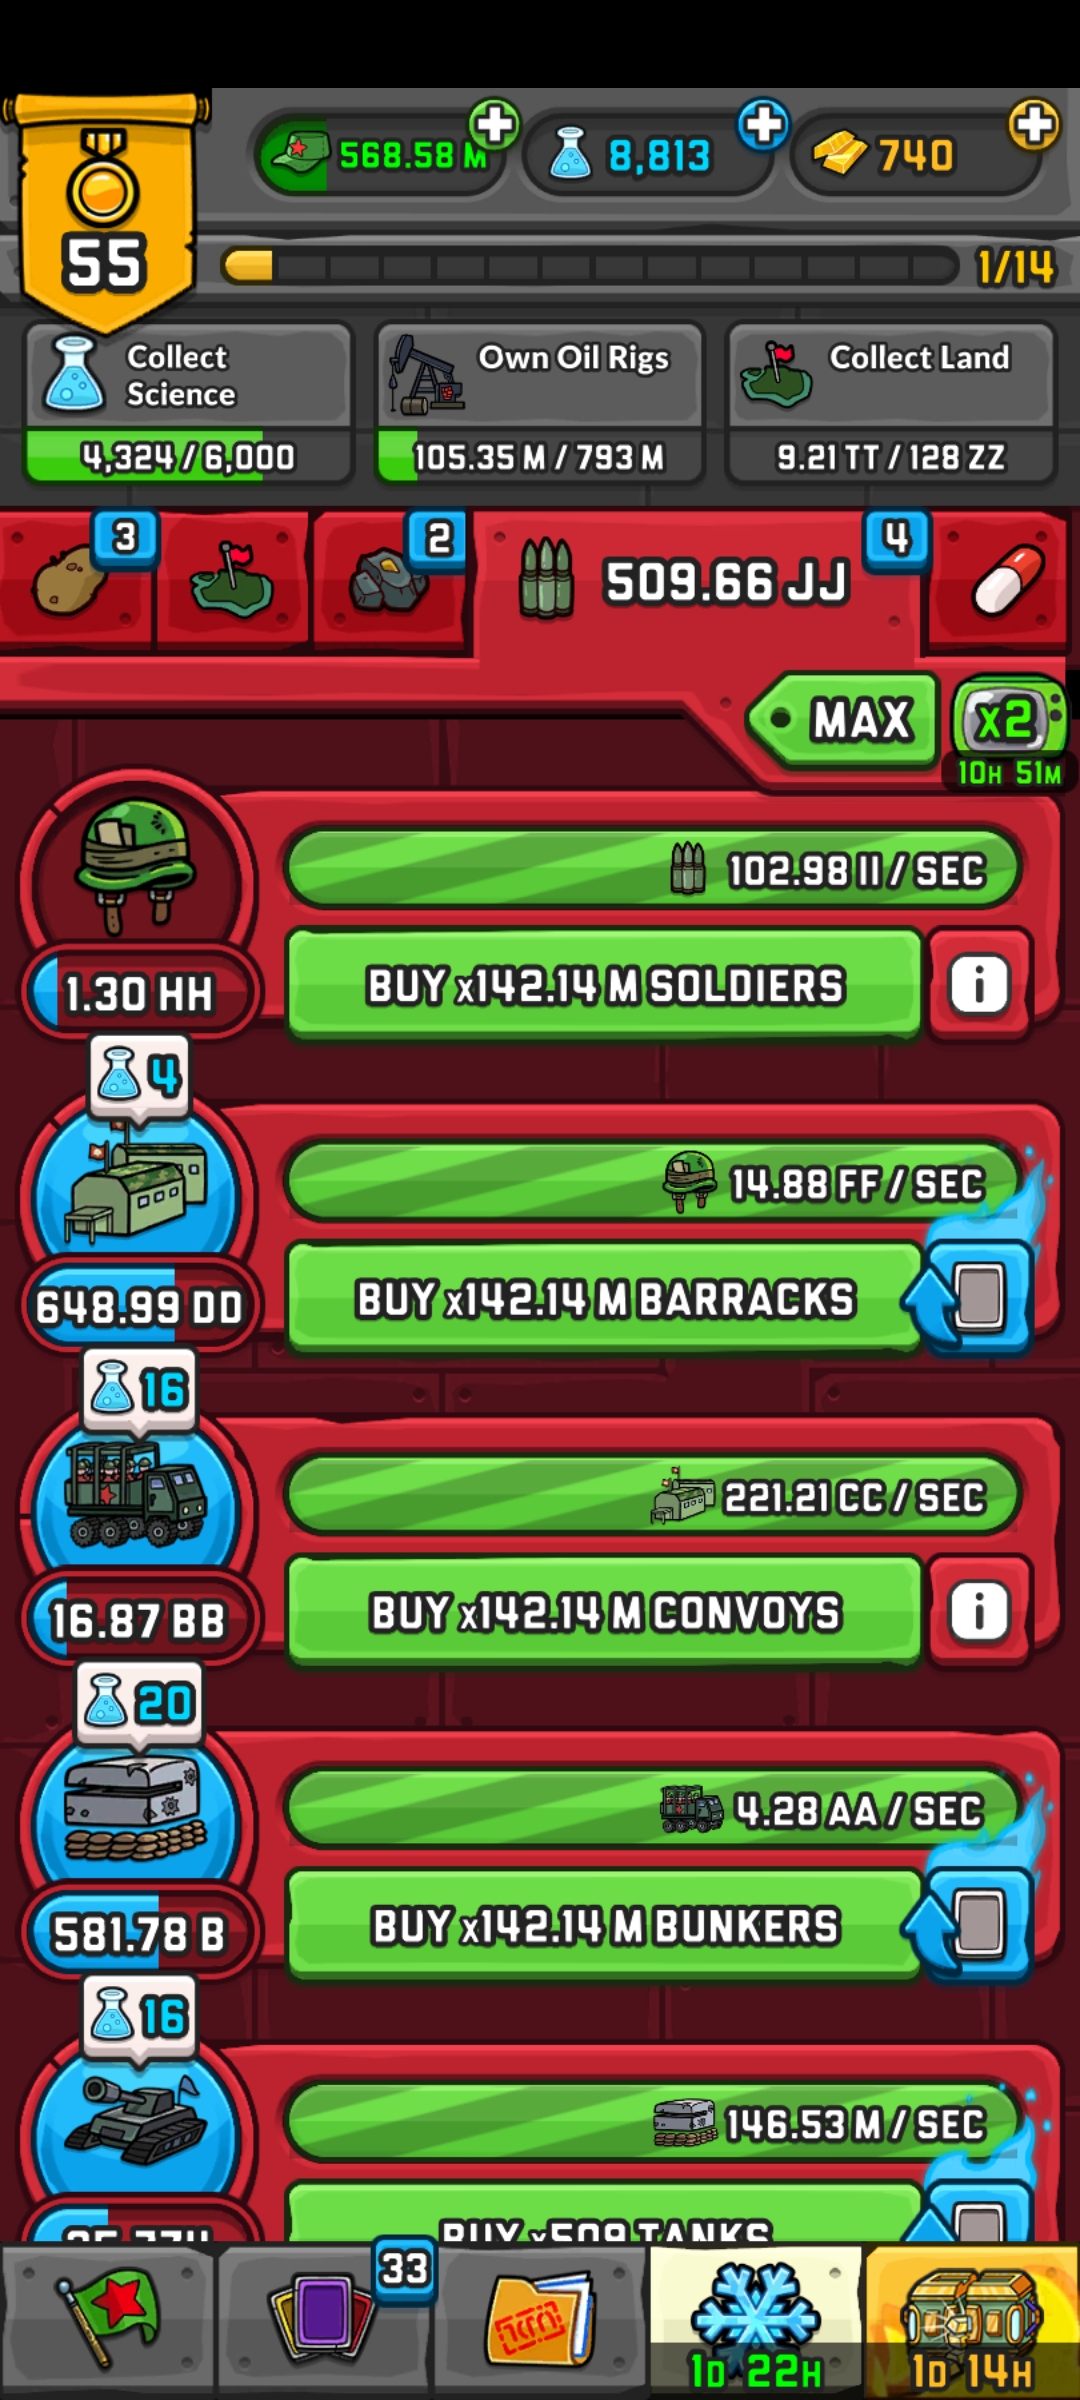 55
568.58 M
8,813
740
1/14
Collect
Science
4,324 / 6,000
Own Oil Rigs
105.35 M / 793 M
Collect Land
9.21 TT / 128 ZZ
3
2
509.66 JJ
4
MAX
x2
10H 51M
102.98 II / SEC
1.30 HH
BUY x142.14 M SOLDIERS
i
4
14.88 FF / SEC
648.99 DD
BUY x142.14 M BARRACKS
16
221.21 CC / SEC
16.87 BB
BUY x142.14 M CONVOYS
i
20
4.28 AA / SEC
581.78 B
BUY x142.14 M BUNKERS
16
146.53 M / SEC
BUY x509 TANKS
33
1D 22H
1D 14H